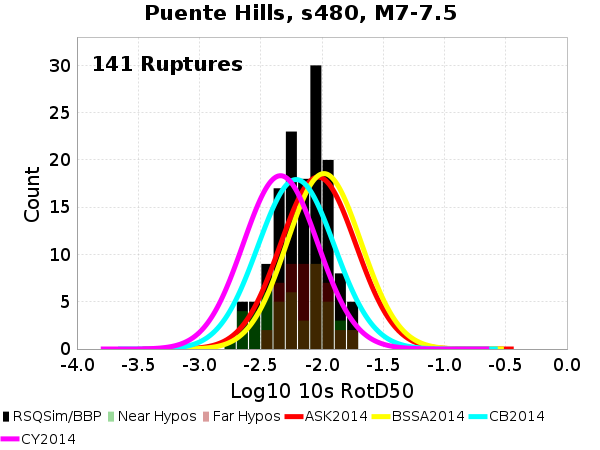 Puente Hills, s480, M7-7.5
141 Ruptures
30
25
20
15
10
5
0
Count
-4.0 -3.5 -3.0 -2.5 -2.0 -1.5 -1.0 -0.5 0.0
Log10 10s RotD50
RSQSim/BBP Near Hypos Far Hypos ASK2014 BSSA2014 CB2014
CY2014